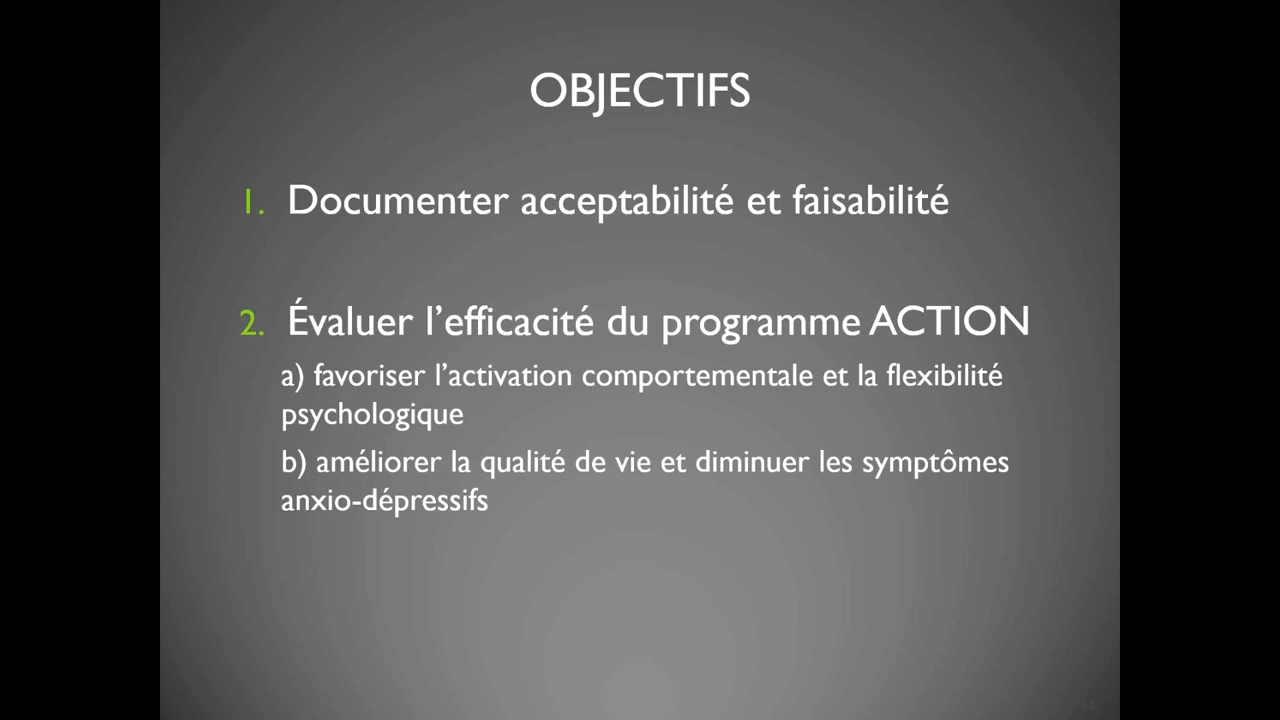 OBJECTIFS
1. Documenter acceptabilité et faisabilité
2. Évaluer l’efficacité du programme ACTION
a) favoriser l’activation comportementale et la flexibilité
psychologique
b) améliorer la qualité de vie et diminuer les symptômes
anxio-dépressifs